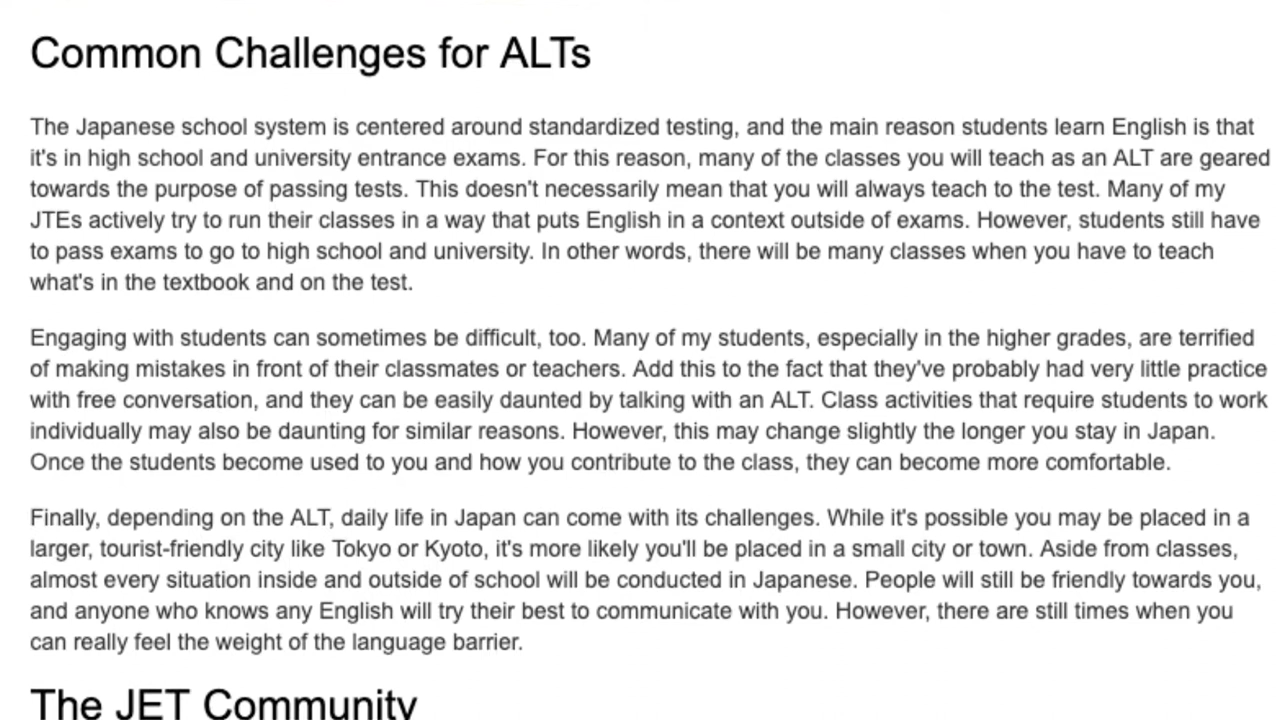 Common Challenges for ALTs
The Japanese school system is centered around standardized testing, and the main reason students learn English is that
it's in high school and university entrance exams. For this reason, many of the classes you will teach as an ALT are geared
towards the purpose of passing tests. This doesn't necessarily mean that you will always teach to the test. Many of my
JTEs actively try to run their classes in a way that puts English in a context outside of exams. However, students still have
to pass exams to go to high school and university. In other words, there will be many classes when you have to teach
what's in the textbook and on the test.
Engaging with students can sometimes be difficult, too. Many of my students, especially in the higher grades, are terrified
of making mistakes in front of their classmates or teachers. Add this to the fact that they've probably had very little practice
with free conversation, and they can be easily daunted by talking with an ALT. Class activities that require students to work
individually may also be daunting for similar reasons. However, this may change slightly the longer you stay in Japan.
Once the students become used to you and how you contribute to the class, they can become more comfortable.
Finally, depending on the ALT, daily life in Japan can come with its challenges. While it's possible you may be placed in a
larger, tourist-friendly city like Tokyo or Kyoto, it's more likely you'll be placed in a small city or town. Aside from classes,
almost every situation inside and outside of school will be conducted in Japanese. People will still be friendly towards you,
and anyone who knows any English will try their best to communicate with you. However, there are still times when you
can really feel the weight of the language barrier.
The JET Community